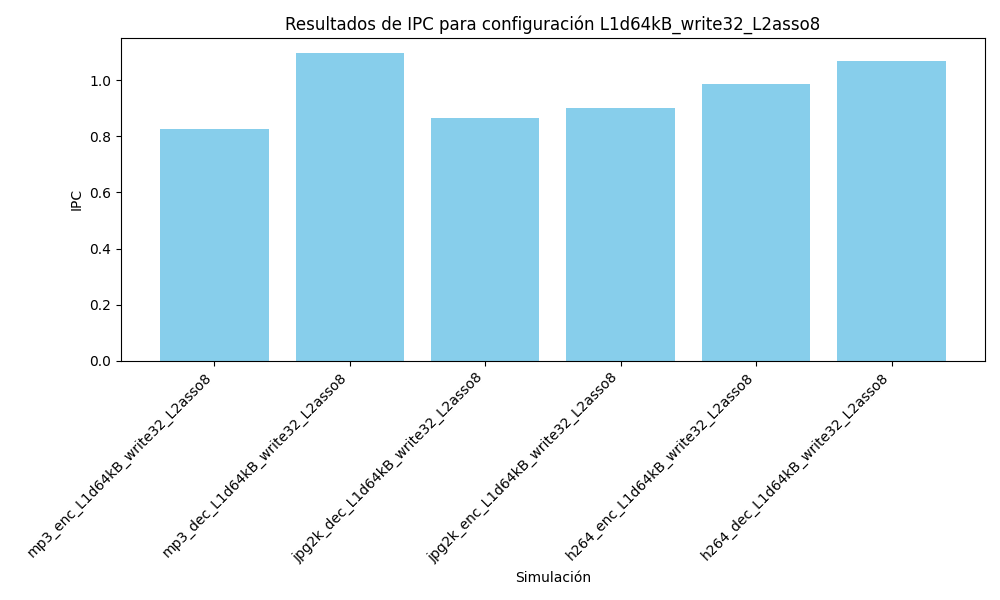 Resultados de IPC para configuración L1d64kB_write32_L2asso8
IPC
1.0
0.8
0.6
0.4
0.2
0.0
mp3_enc_L1d64kB_write32_L2asso8
mp3_dec_L1d64kB_write32_L2asso8
jpg2k_dec_L1d64kB_write32_L2asso8
jpg2k_enc_L1d64kB_write32_L2asso8
h264_enc_L1d64kB_write32_L2asso8
h264_dec_L1d64kB_write32_L2asso8
Simulación